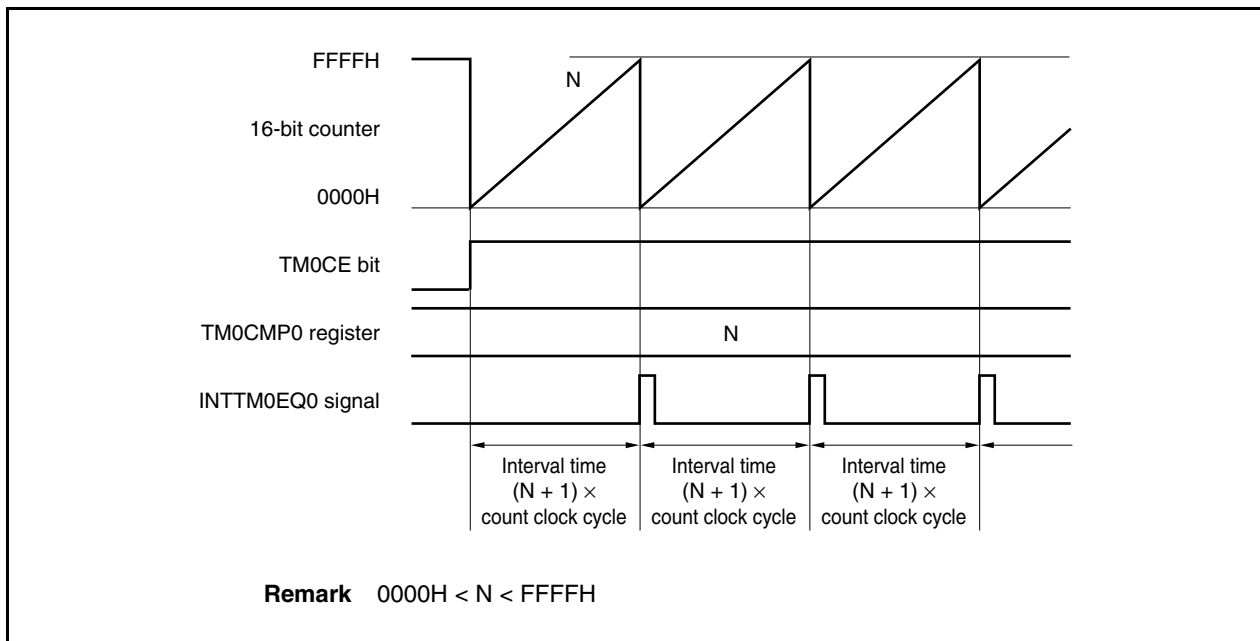 FFFFH
N
16-bit counter
0000H
TM0CE bit
TM0CMP0 register
N
INTTM0EQ0 signal
Interval time
(N + 1) ×
count clock cycle
Interval time
(N + 1) ×
count clock cycle
Interval time
(N + 1) ×
count clock cycle
Remark 0000H < N < FFFFH